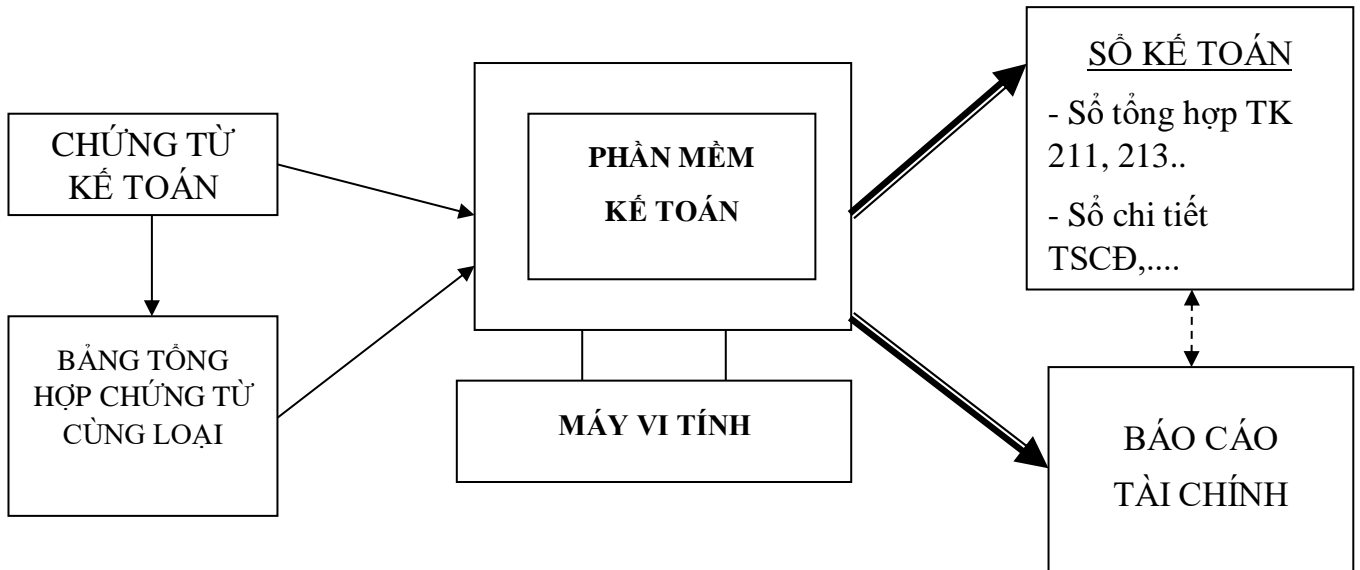 CHỨNG TỪ
KẾ TOÁN
BẢNG TỔNG
HỢP CHỨNG TỪ
CÙNG LOẠI
PHẦN MỀM
KẾ TOÁN
MÁY VI TÍNH
SỔ KẾ TOÁN
- Sổ tổng hợp TK
211, 213..
- Sổ chi tiết
TSCĐ,....
BÁO CÁO
TÀI CHÍNH